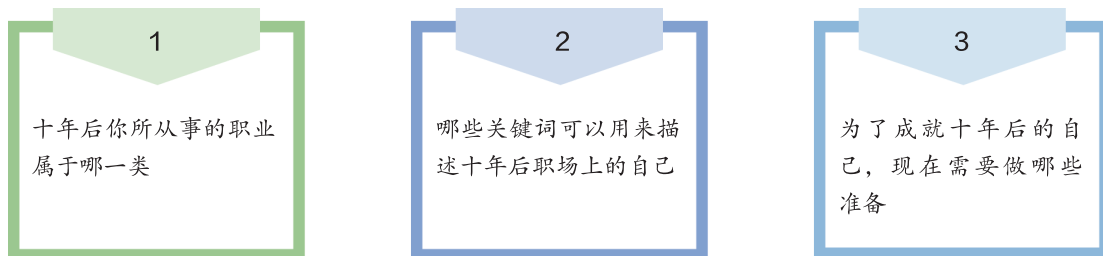 1
十年后你所从事的职业
属于哪一类
2
哪些关键词可以用来描
述十年后职场上的自己
3
为了成就十年后的自
己，现在需要做哪些
准备